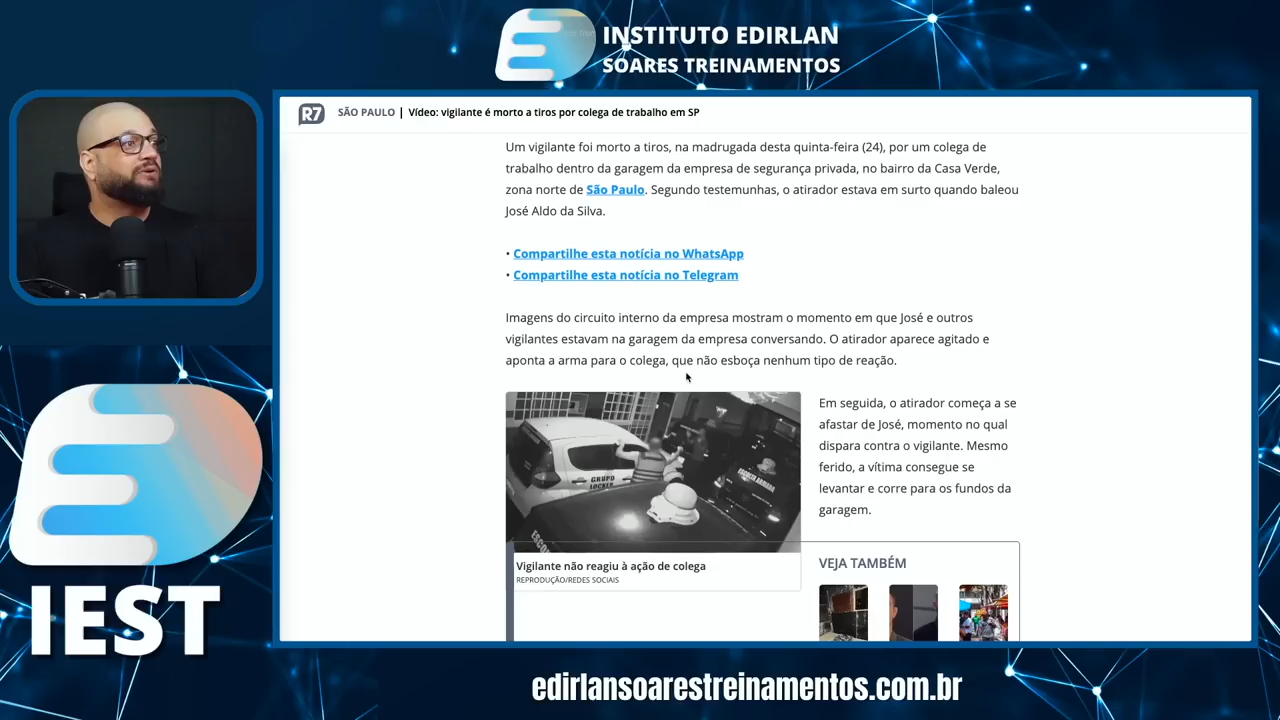 INSTITUTO EDIRLAN
SOARES TREINAMENTOS
R7
SÃO PAULO | Vídeo: vigilante é morto a tiros por colega de trabalho em SP
Um vigilante foi morto a tiros, na madrugada desta quinta-feira (24), por um colega de
trabalho dentro da garagem da empresa de segurança privada, no bairro da Casa Verde,
zona norte de São Paulo. Segundo testemunhas, o atirador estava em surto quando baleou
José Aldo da Silva.
• Compartilhe esta notícia no WhatsApp
• Compartilhe esta notícia no Telegram
Imagens do circuito interno da empresa mostram o momento em que José e outros
vigilantes estavam na garagem da empresa conversando. O atirador aparece agitado e
aponta a arma para o colega, que não esboça nenhum tipo de reação.
GRUPO
LOCKER
ESCOLTA ARMADA
Vigilante não reagiu à ação de colega
REPRODUÇÃO/REDES SOCIAIS
Em seguida, o atirador começa a se
afastar de José, momento no qual
dispara contra o vigilante. Mesmo
ferido, a vítima consegue se
levantar e corre para os fundos da
garagem.
VEJA TAMBÉM
IEST
edirlansoarestreinamentos.com.br